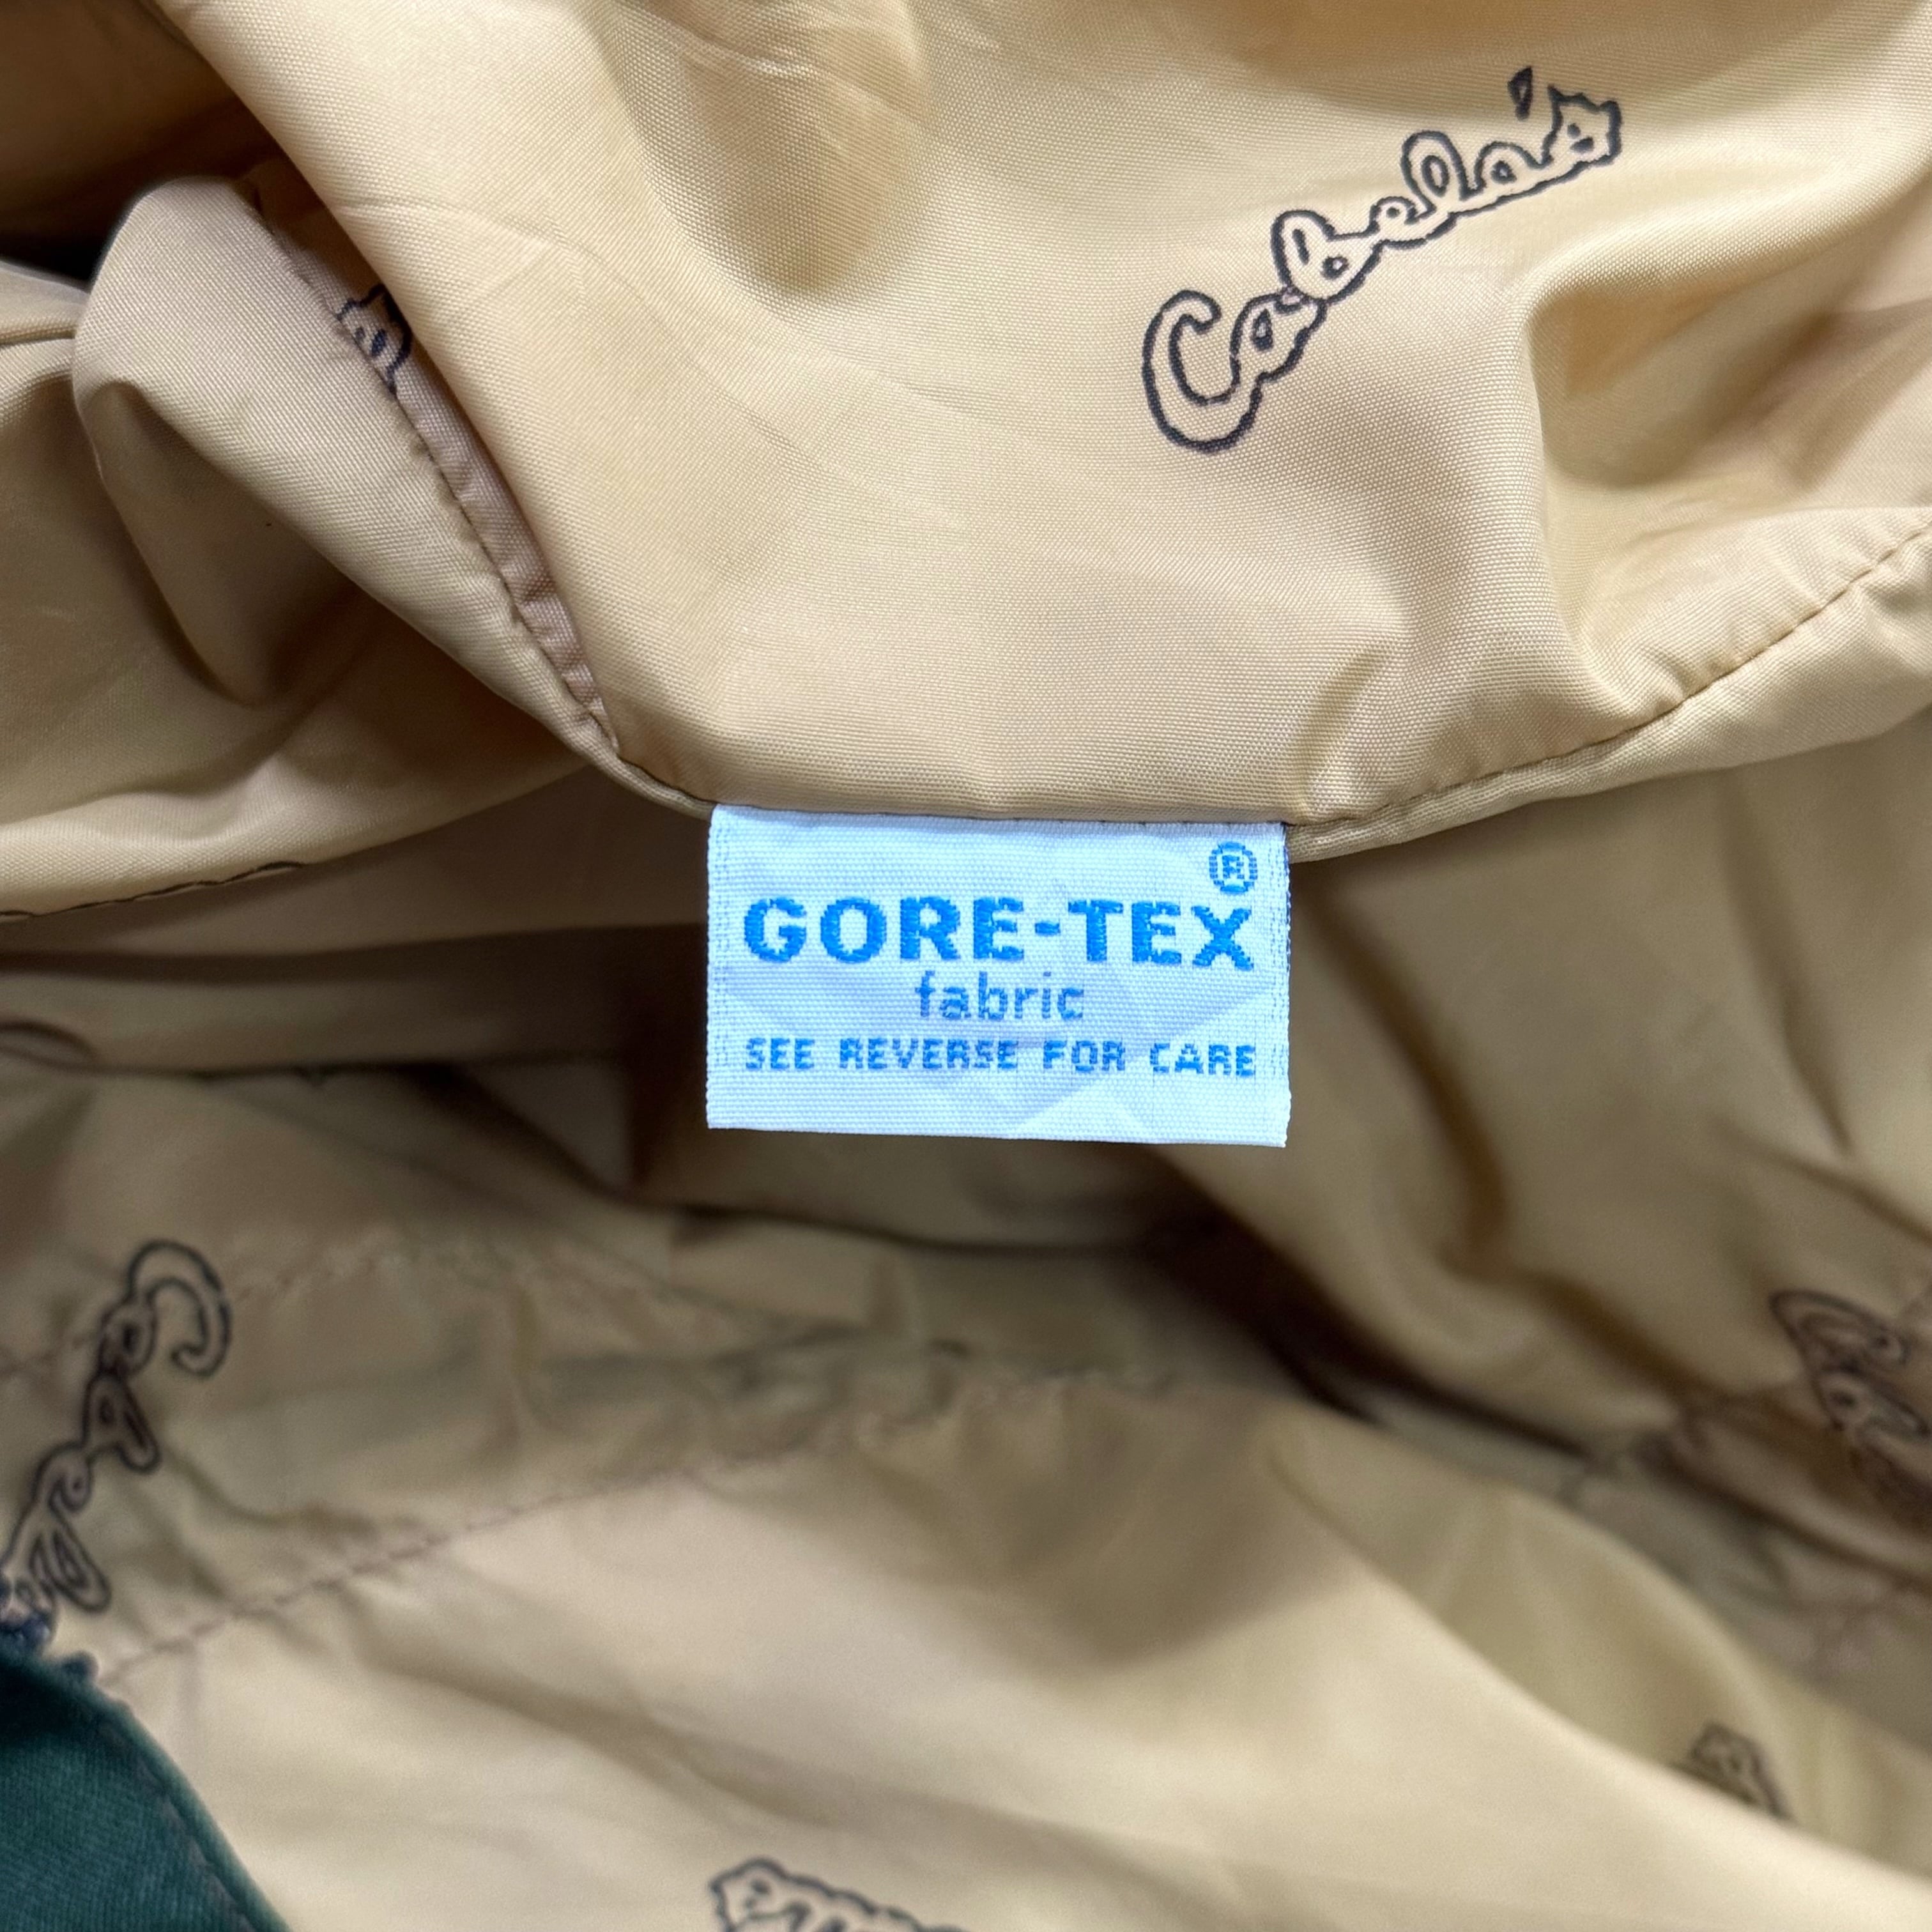 Cabela's
GORE-TEX®
fabric
SEE REVERSE FOR CARE